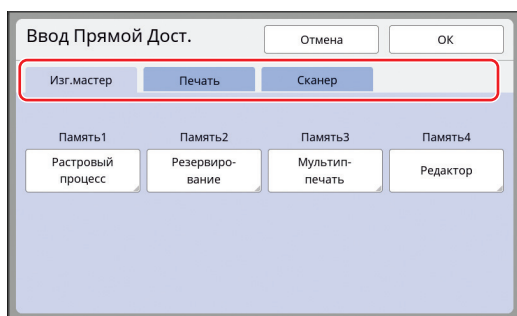 Ввод Прямой Дост.
Отмена
ОК
Изг.мастер
Печать
Сканер
Память1
Память2
Память3
Память4
Растровый
процесс
Резервиро-
вание
Мультип-
печать
Редактор